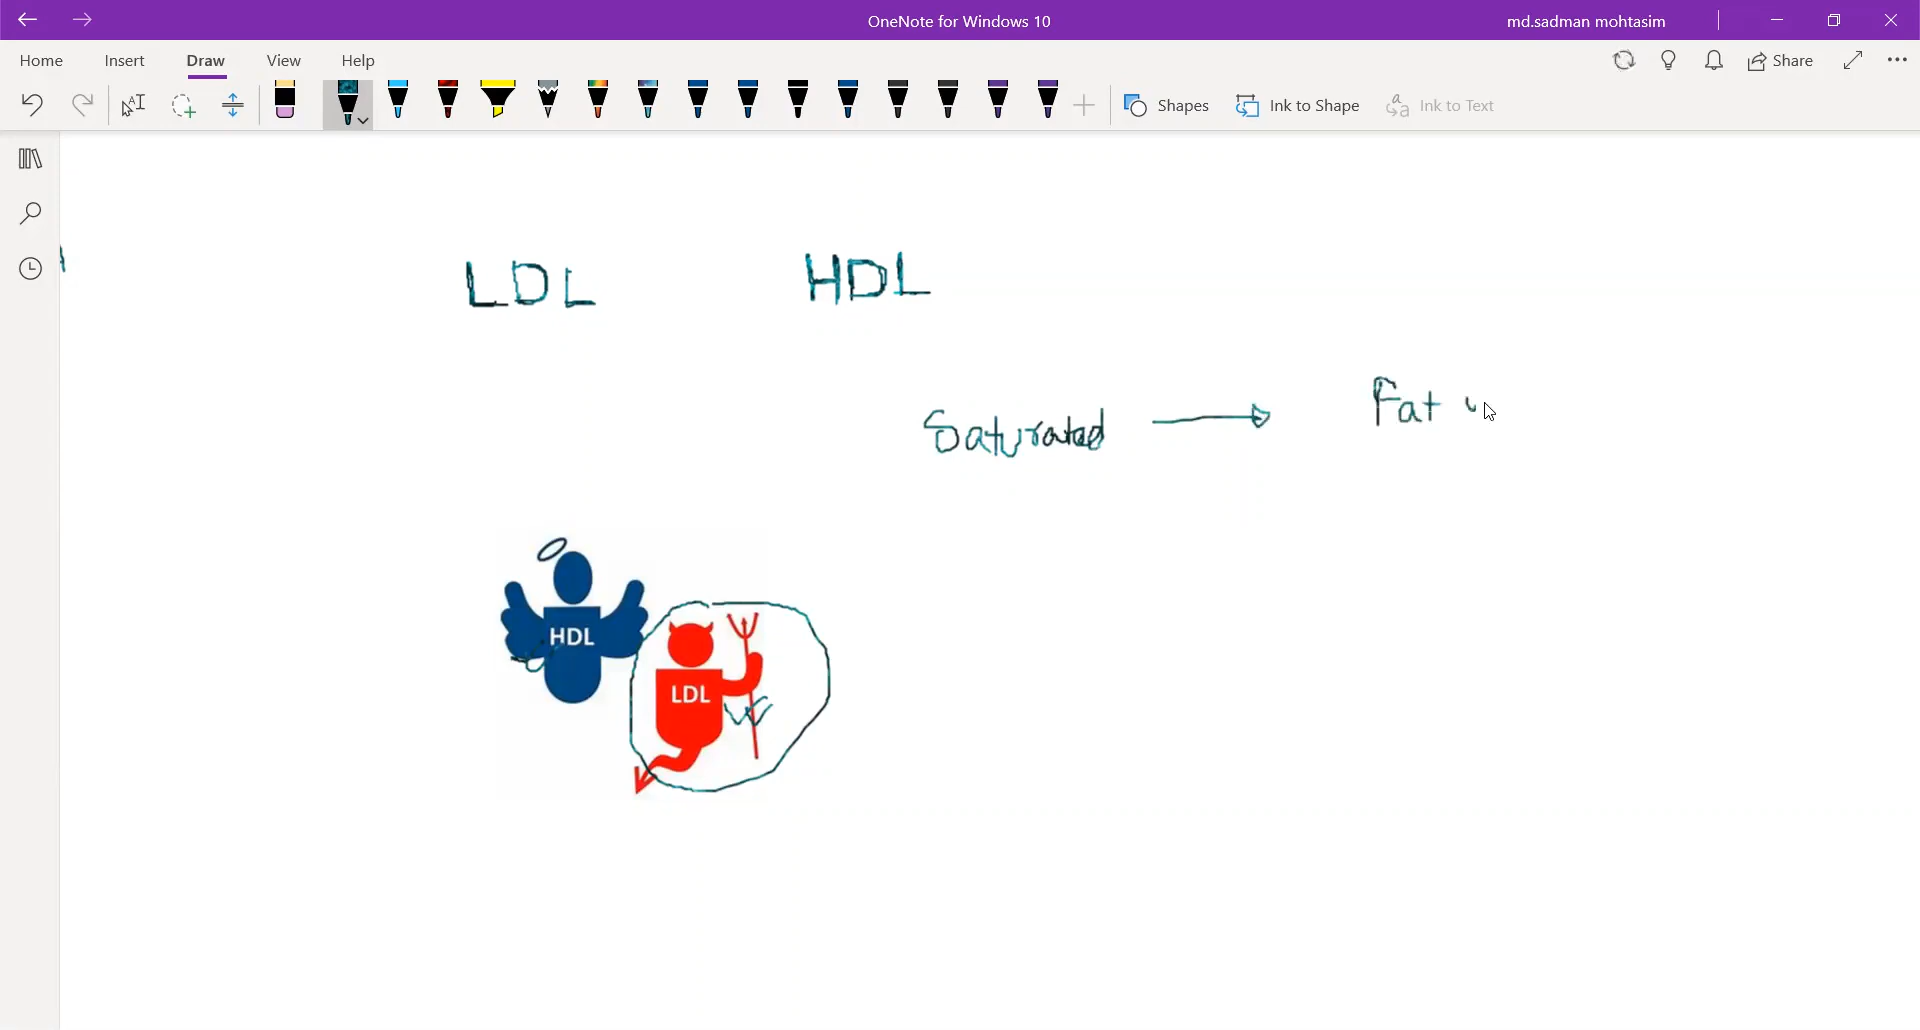 OneNote for Windows 10
md.sadman mohtasim
Home Insert Draw View Help
Share
Shapes Ink to Shape Ink to Text
LDL HDL
Saturated Fat
HDL
LDL